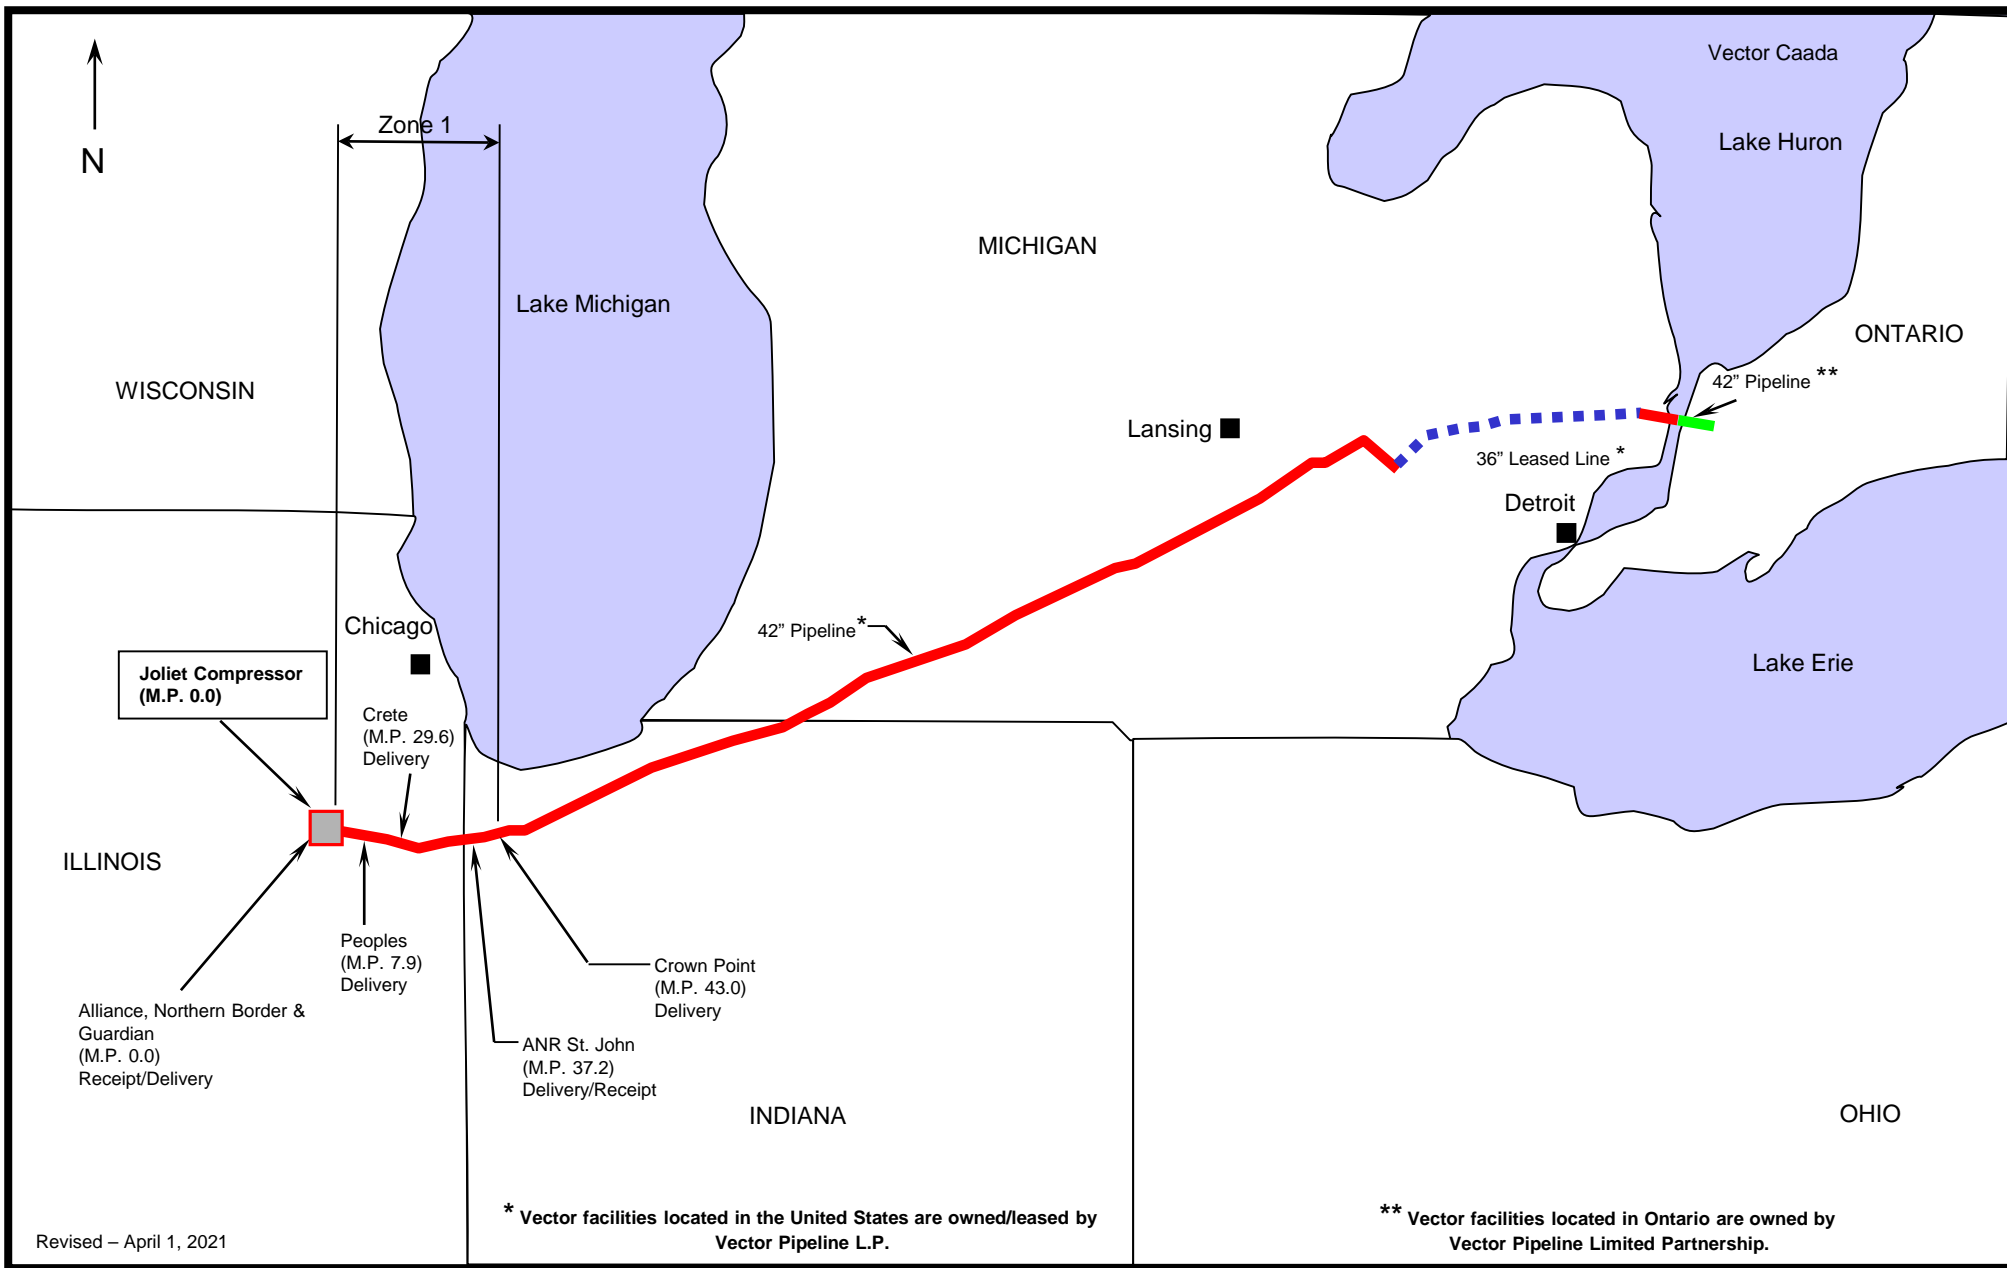 Vector Caada
Zone 1
Lake Huron
N
MICHIGAN
Lake Michigan
ONTARIO
WISCONSIN
42” Pipeline **
Lansing
36” Leased Line *
Detroit
Chicago
42” Pipeline*
Lake Erie
Joliet Compressor
(M.P. 0.0)
Crete
(M.P. 29.6)
Delivery
ILLINOIS
Peoples
(M.P. 7.9)
Delivery
Crown Point
(M.P. 43.0)
Delivery
Alliance, Northern Border &
Guardian
(M.P. 0.0)
Receipt/Delivery
ANR St. John
(M.P. 37.2)
Delivery/Receipt
INDIANA
OHIO
* Vector facilities located in the United States are owned/leased by
Vector Pipeline L.P.
** Vector facilities located in Ontario are owned by
Vector Pipeline Limited Partnership.
Revised – April 1, 2021